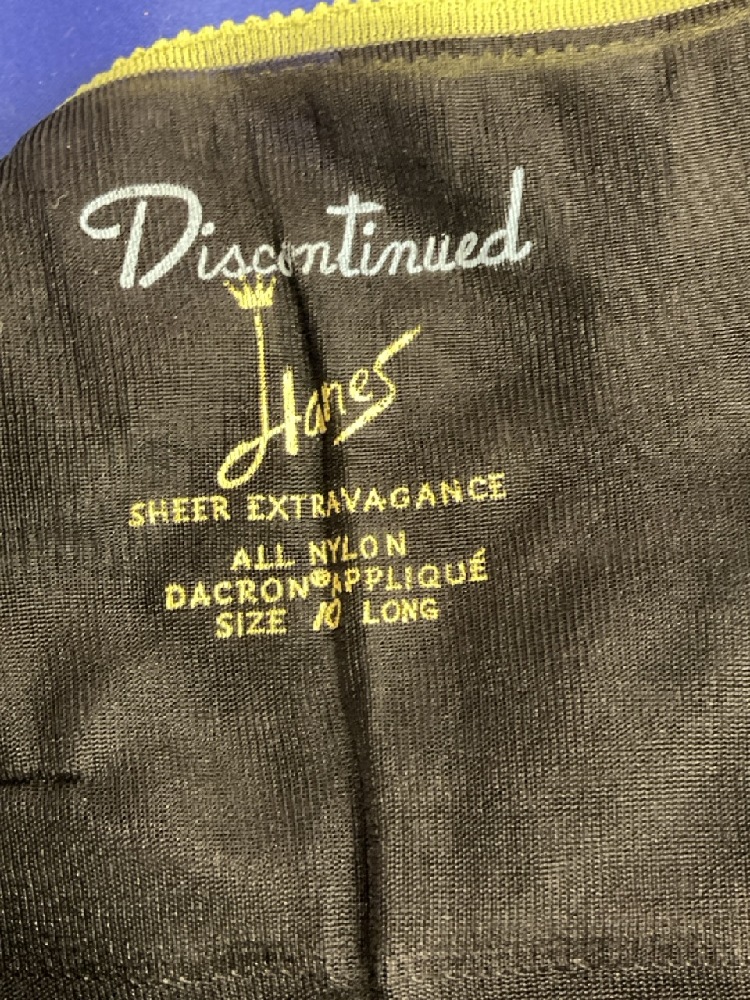 Discontinued
Hanes
SHEER EXTRAVAGANCE
ALL NYLON
DACRON® APPLIQUÉ
SIZE 10 LONG